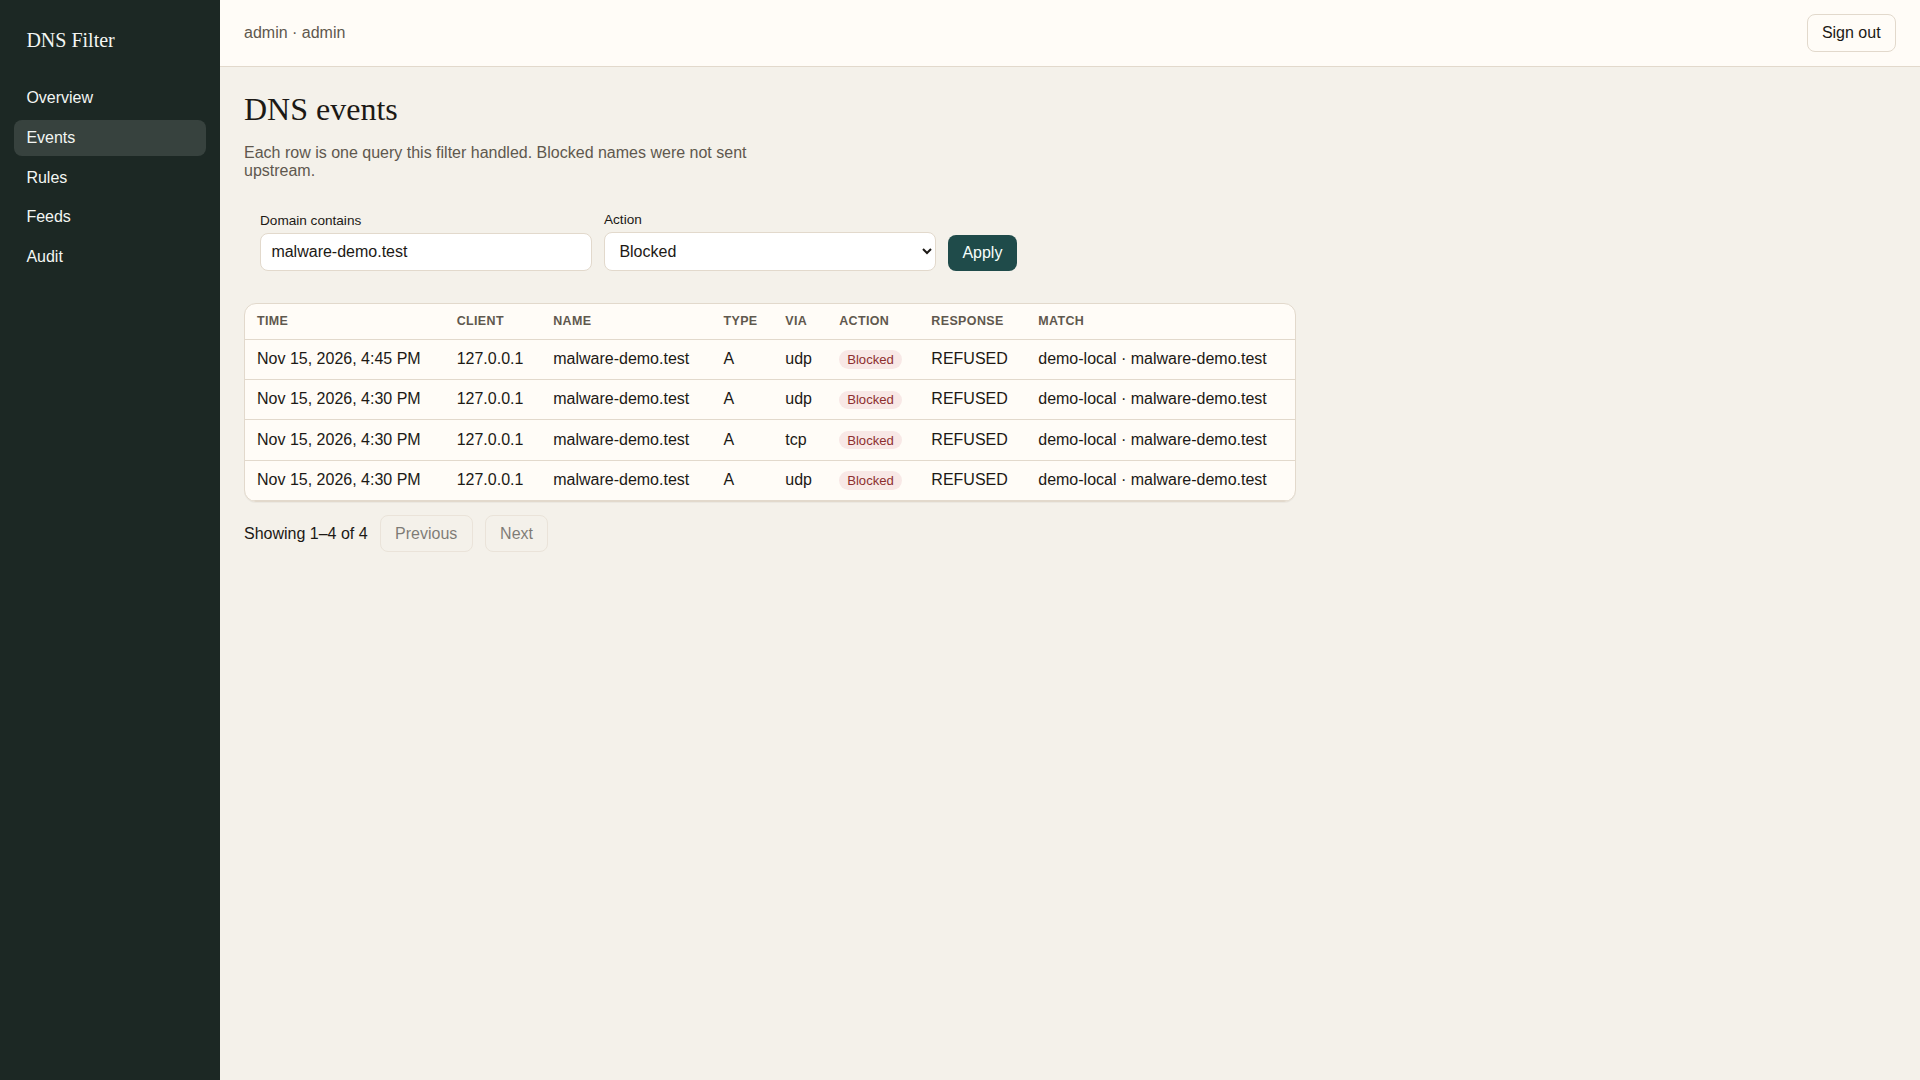 DNS Filter
Overview
Events
Rules
Feeds
Audit
admin · admin
Sign out
DNS events
Each row is one query this filter handled. Blocked names were not sent
upstream.
Domain contains
malware-demo.test
Action
Blocked
Apply
TIME CLIENT NAME TYPE VIA ACTION RESPONSE MATCH
Nov 15, 2026, 4:45 PM 127.0.0.1 malware-demo.test A udp Blocked REFUSED demo-local · malware-demo.test
Nov 15, 2026, 4:30 PM 127.0.0.1 malware-demo.test A udp Blocked REFUSED demo-local · malware-demo.test
Nov 15, 2026, 4:30 PM 127.0.0.1 malware-demo.test A tcp Blocked REFUSED demo-local · malware-demo.test
Nov 15, 2026, 4:30 PM 127.0.0.1 malware-demo.test A udp Blocked REFUSED demo-local · malware-demo.test
Showing 1–4 of 4 Previous Next